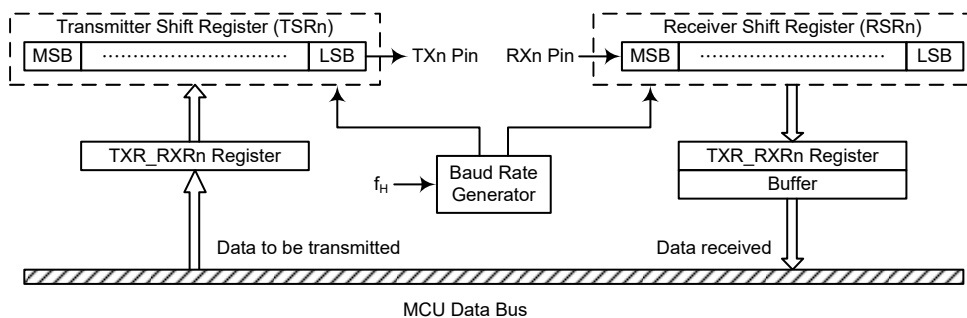 Transmitter Shift Register (TSRn)
MSB ………………………… LSB
TXn Pin
RXn Pin
Receiver Shift Register (RSRn)
MSB ………………………… LSB
TXR_RXRn Register
fH
Baud Rate
Generator
TXR_RXRn Register
Buffer
Data to be transmitted
Data received
MCU Data Bus